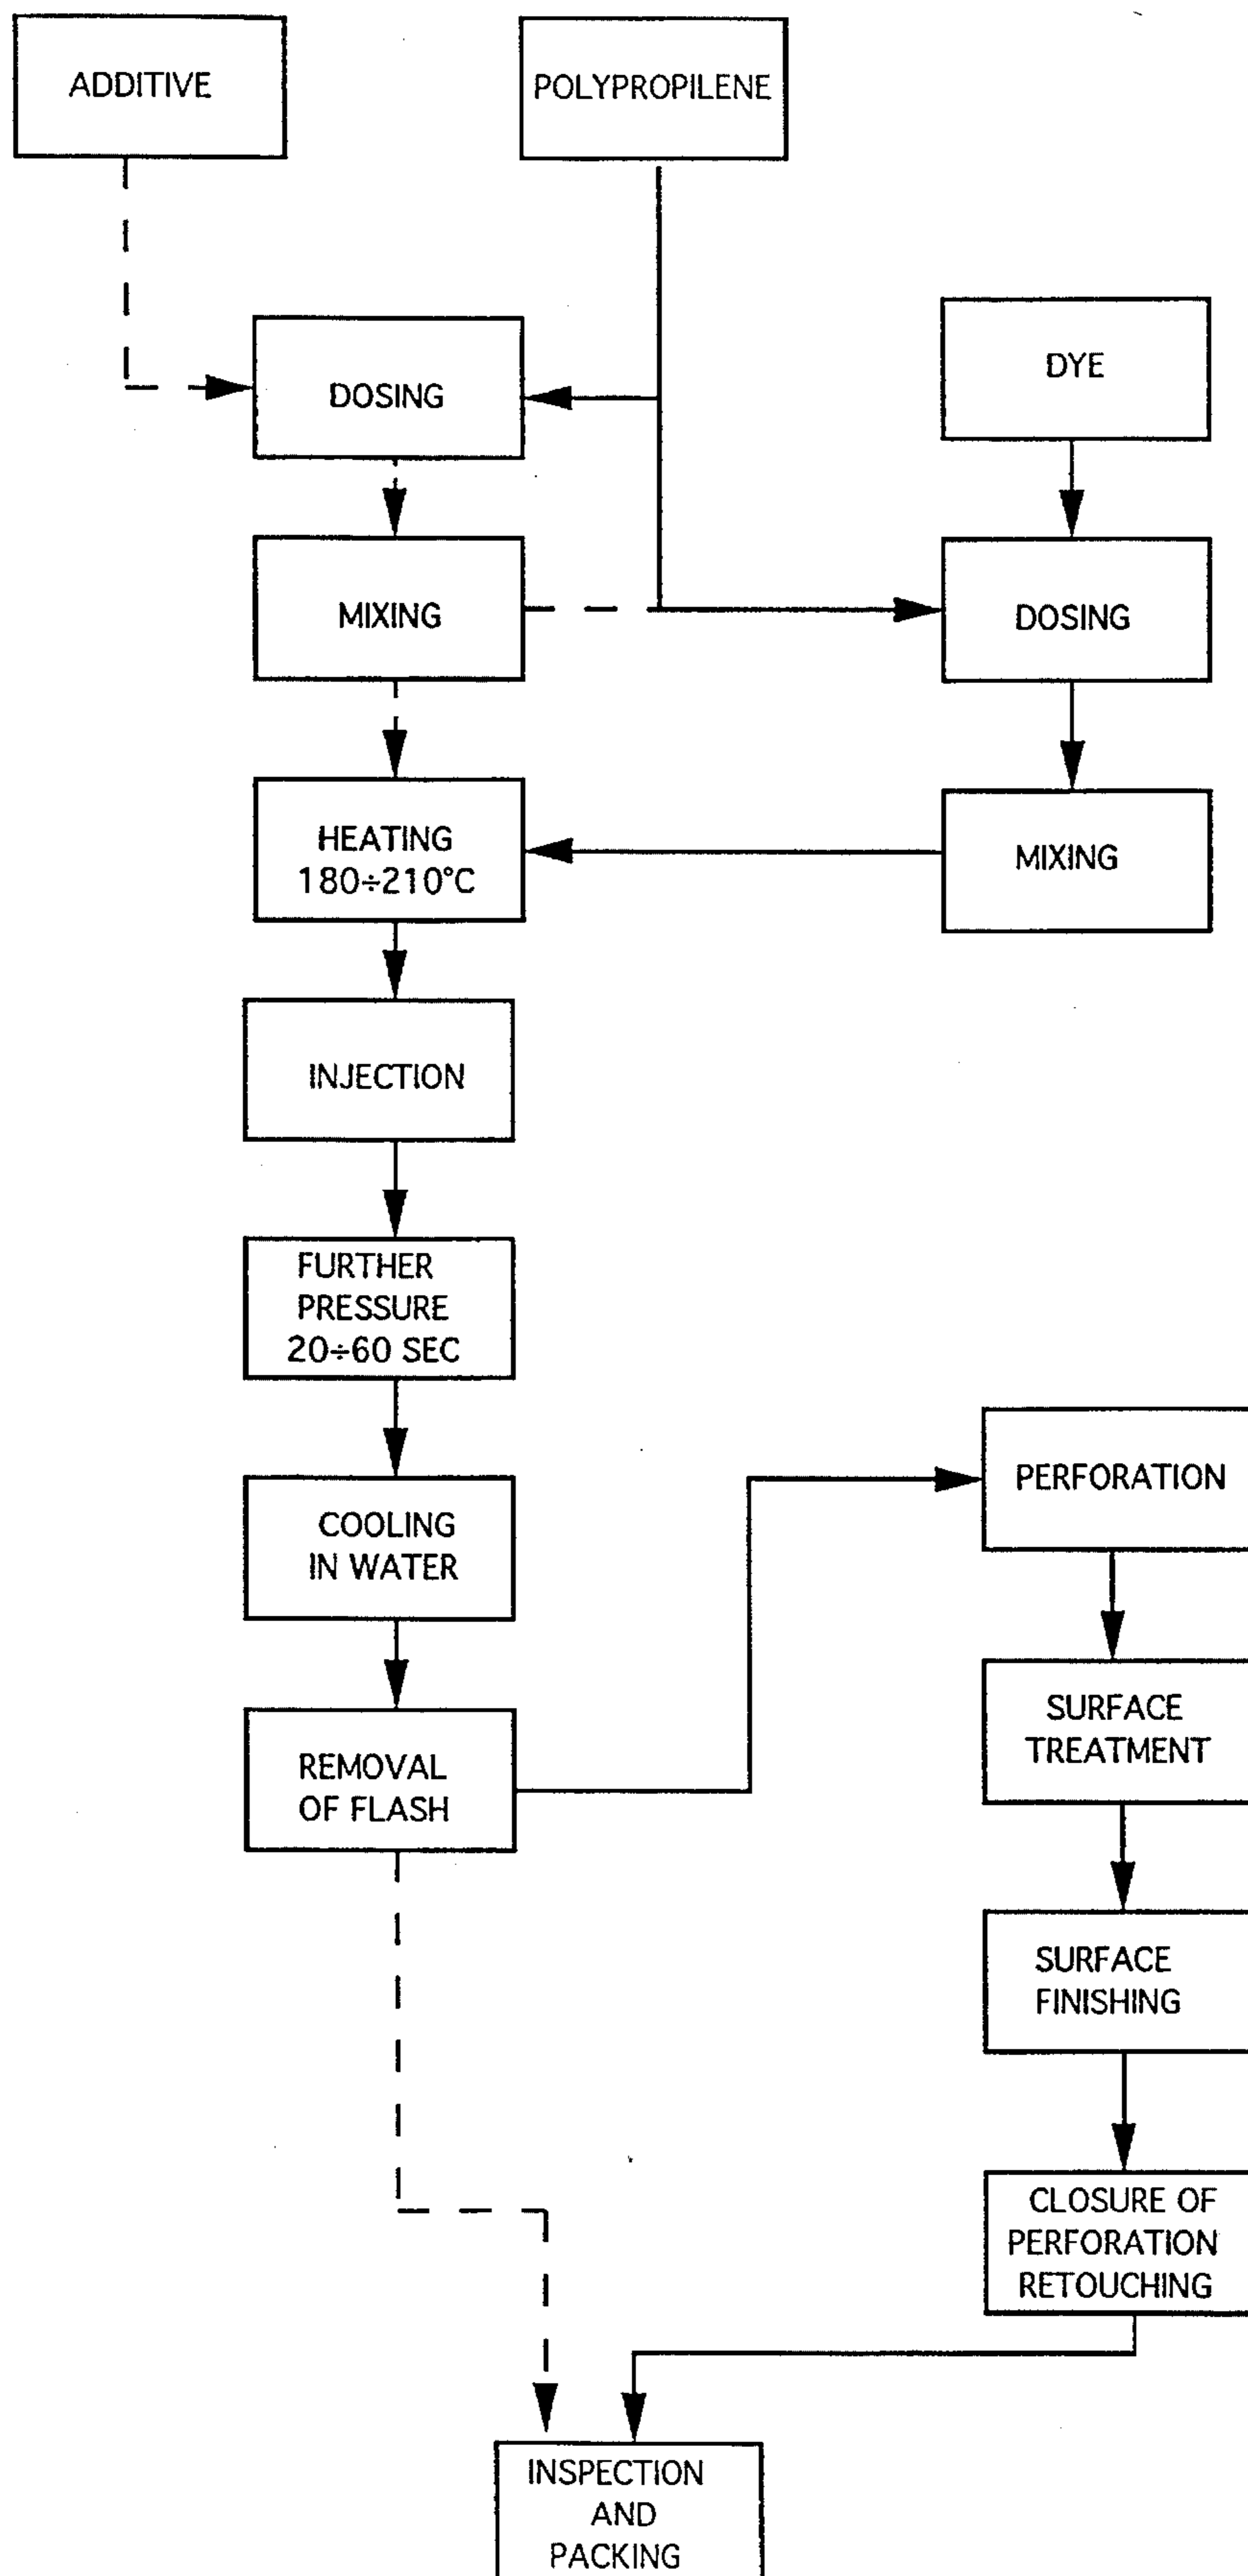 ADDITIVE
POLYPROPILENE
DYE
DOSING
MIXING
DOSING
HEATING
180÷210°C
MIXING
INJECTION
FURTHER
PRESSURE
20÷60 SEC
COOLING
IN WATER
REMOVAL
OF FLASH
PERFORATION
SURFACE
TREATMENT
SURFACE
FINISHING
CLOSURE OF
PERFORATION
RETOUCHING
INSPECTION
AND
PACKING